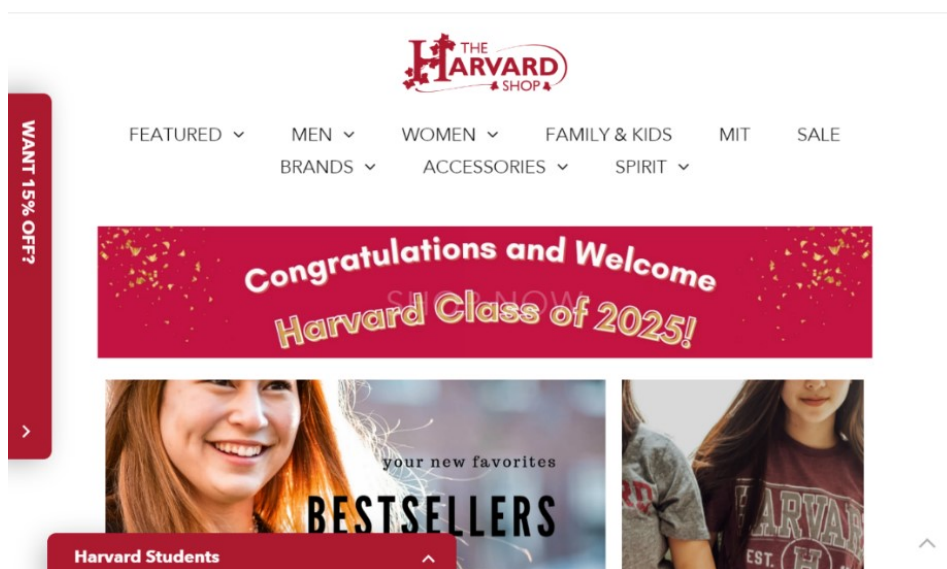 THE
HARVARD
SHOP
WANT 15% OFF?
FEATURED MEN WOMEN FAMILY & KIDS MIT SALE
BRANDS ACCESSORIES SPIRIT
Congratulations and Welcome
SHOP NOW
Harvard Class of 2025!
your new favorites
BESTSELLERS
HARVAR
EST. H
Harvard Students